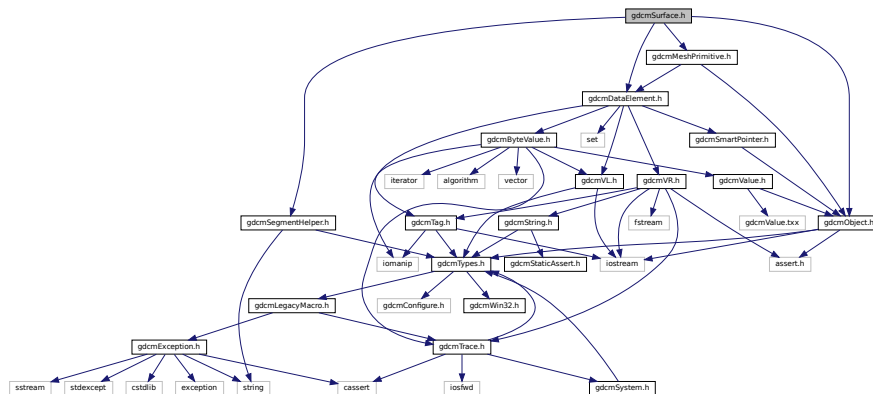 gdcmSurface.h
gdcmMeshPrimitive.h
gdcmDataElement.h
gdcmByteValue.h
set
gdcmSmartPointer.h
iterator
algorithm
vector
gdcmVL.h
gdcmVR.h
gdcmValue.h
gdcmSegmentHelper.h
gdcmTag.h
gdcmString.h
fstream
gdcmValue.txx
gdcmObject.h
iomanip
gdcmTypes.h
gdcmStaticAssert.h
iostream
assert.h
gdcmLegacyMacro.h
gdcmConfigure.h
gdcmWin32.h
gdcmException.h
gdcmTrace.h
sstream
stdexcept
cstdlib
exception
string
cassert
iosfwd
gdcmSystem.h